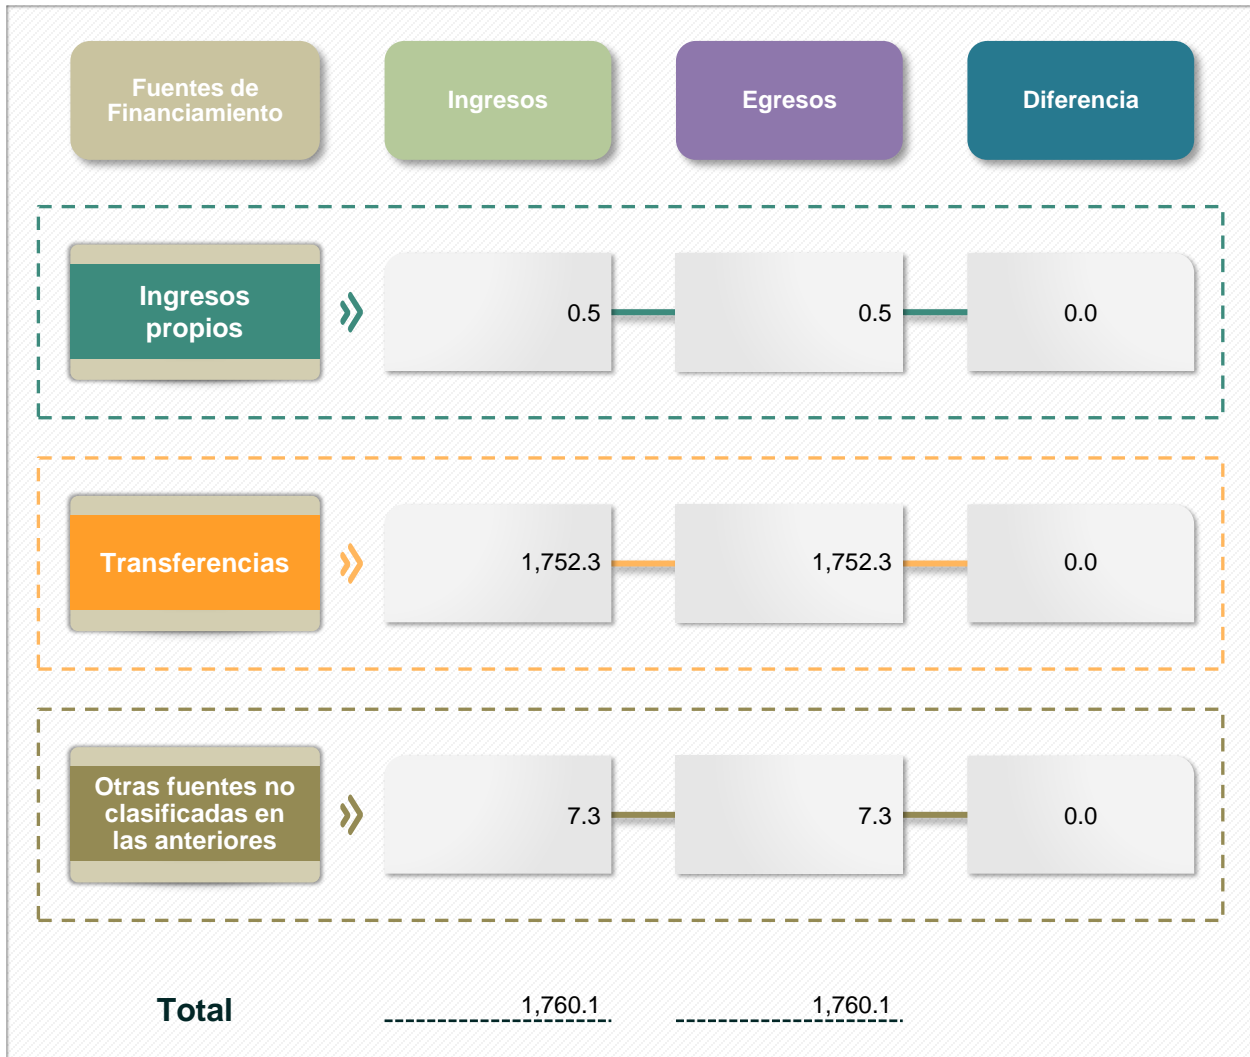 Fuentes de
Financiamiento
Ingresos
Egresos
Diferencia
Ingresos
propios
0.5
0.5
0.0
Transferencias
1,752.3
1,752.3
0.0
Otras fuentes no
clasificadas en
las anteriores
7.3
7.3
0.0
Total
1,760.1
1,760.1